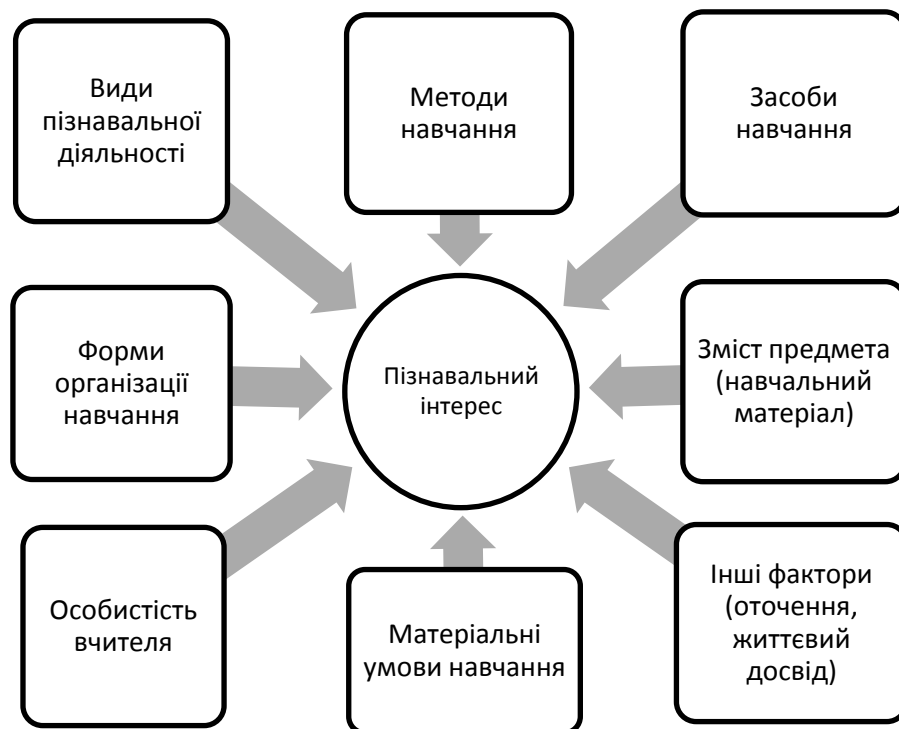 Види
пізнавальної
діяльності
Методи
навчання
Засоби
навчання
Форми
організації
навчання
Пізнавальний
інтерес
Зміст предмета
(навчальний
матеріал)
Особистість
вчителя
Матеріальні
умови навчання
Інші фактори
(оточення,
життєвий
досвід)